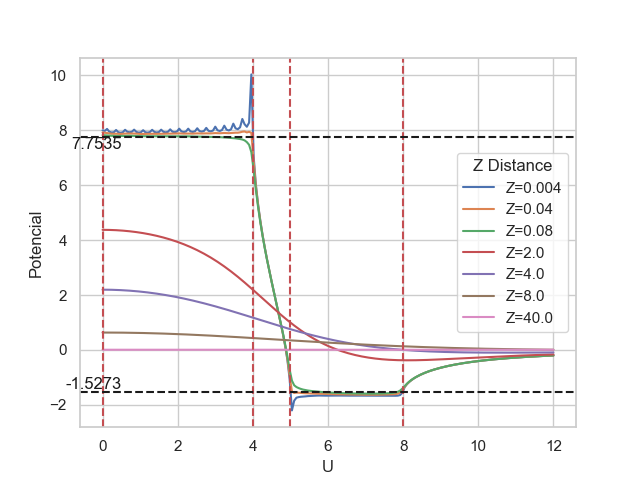 10
8
7.7535
6
4
2
0
-1.5273
−2
Potencial
0
2
4
6
8
10
12
U
Z Distance
Z=0.004
Z=0.04
Z=0.08
Z=2.0
Z=4.0
Z=8.0
Z=40.0